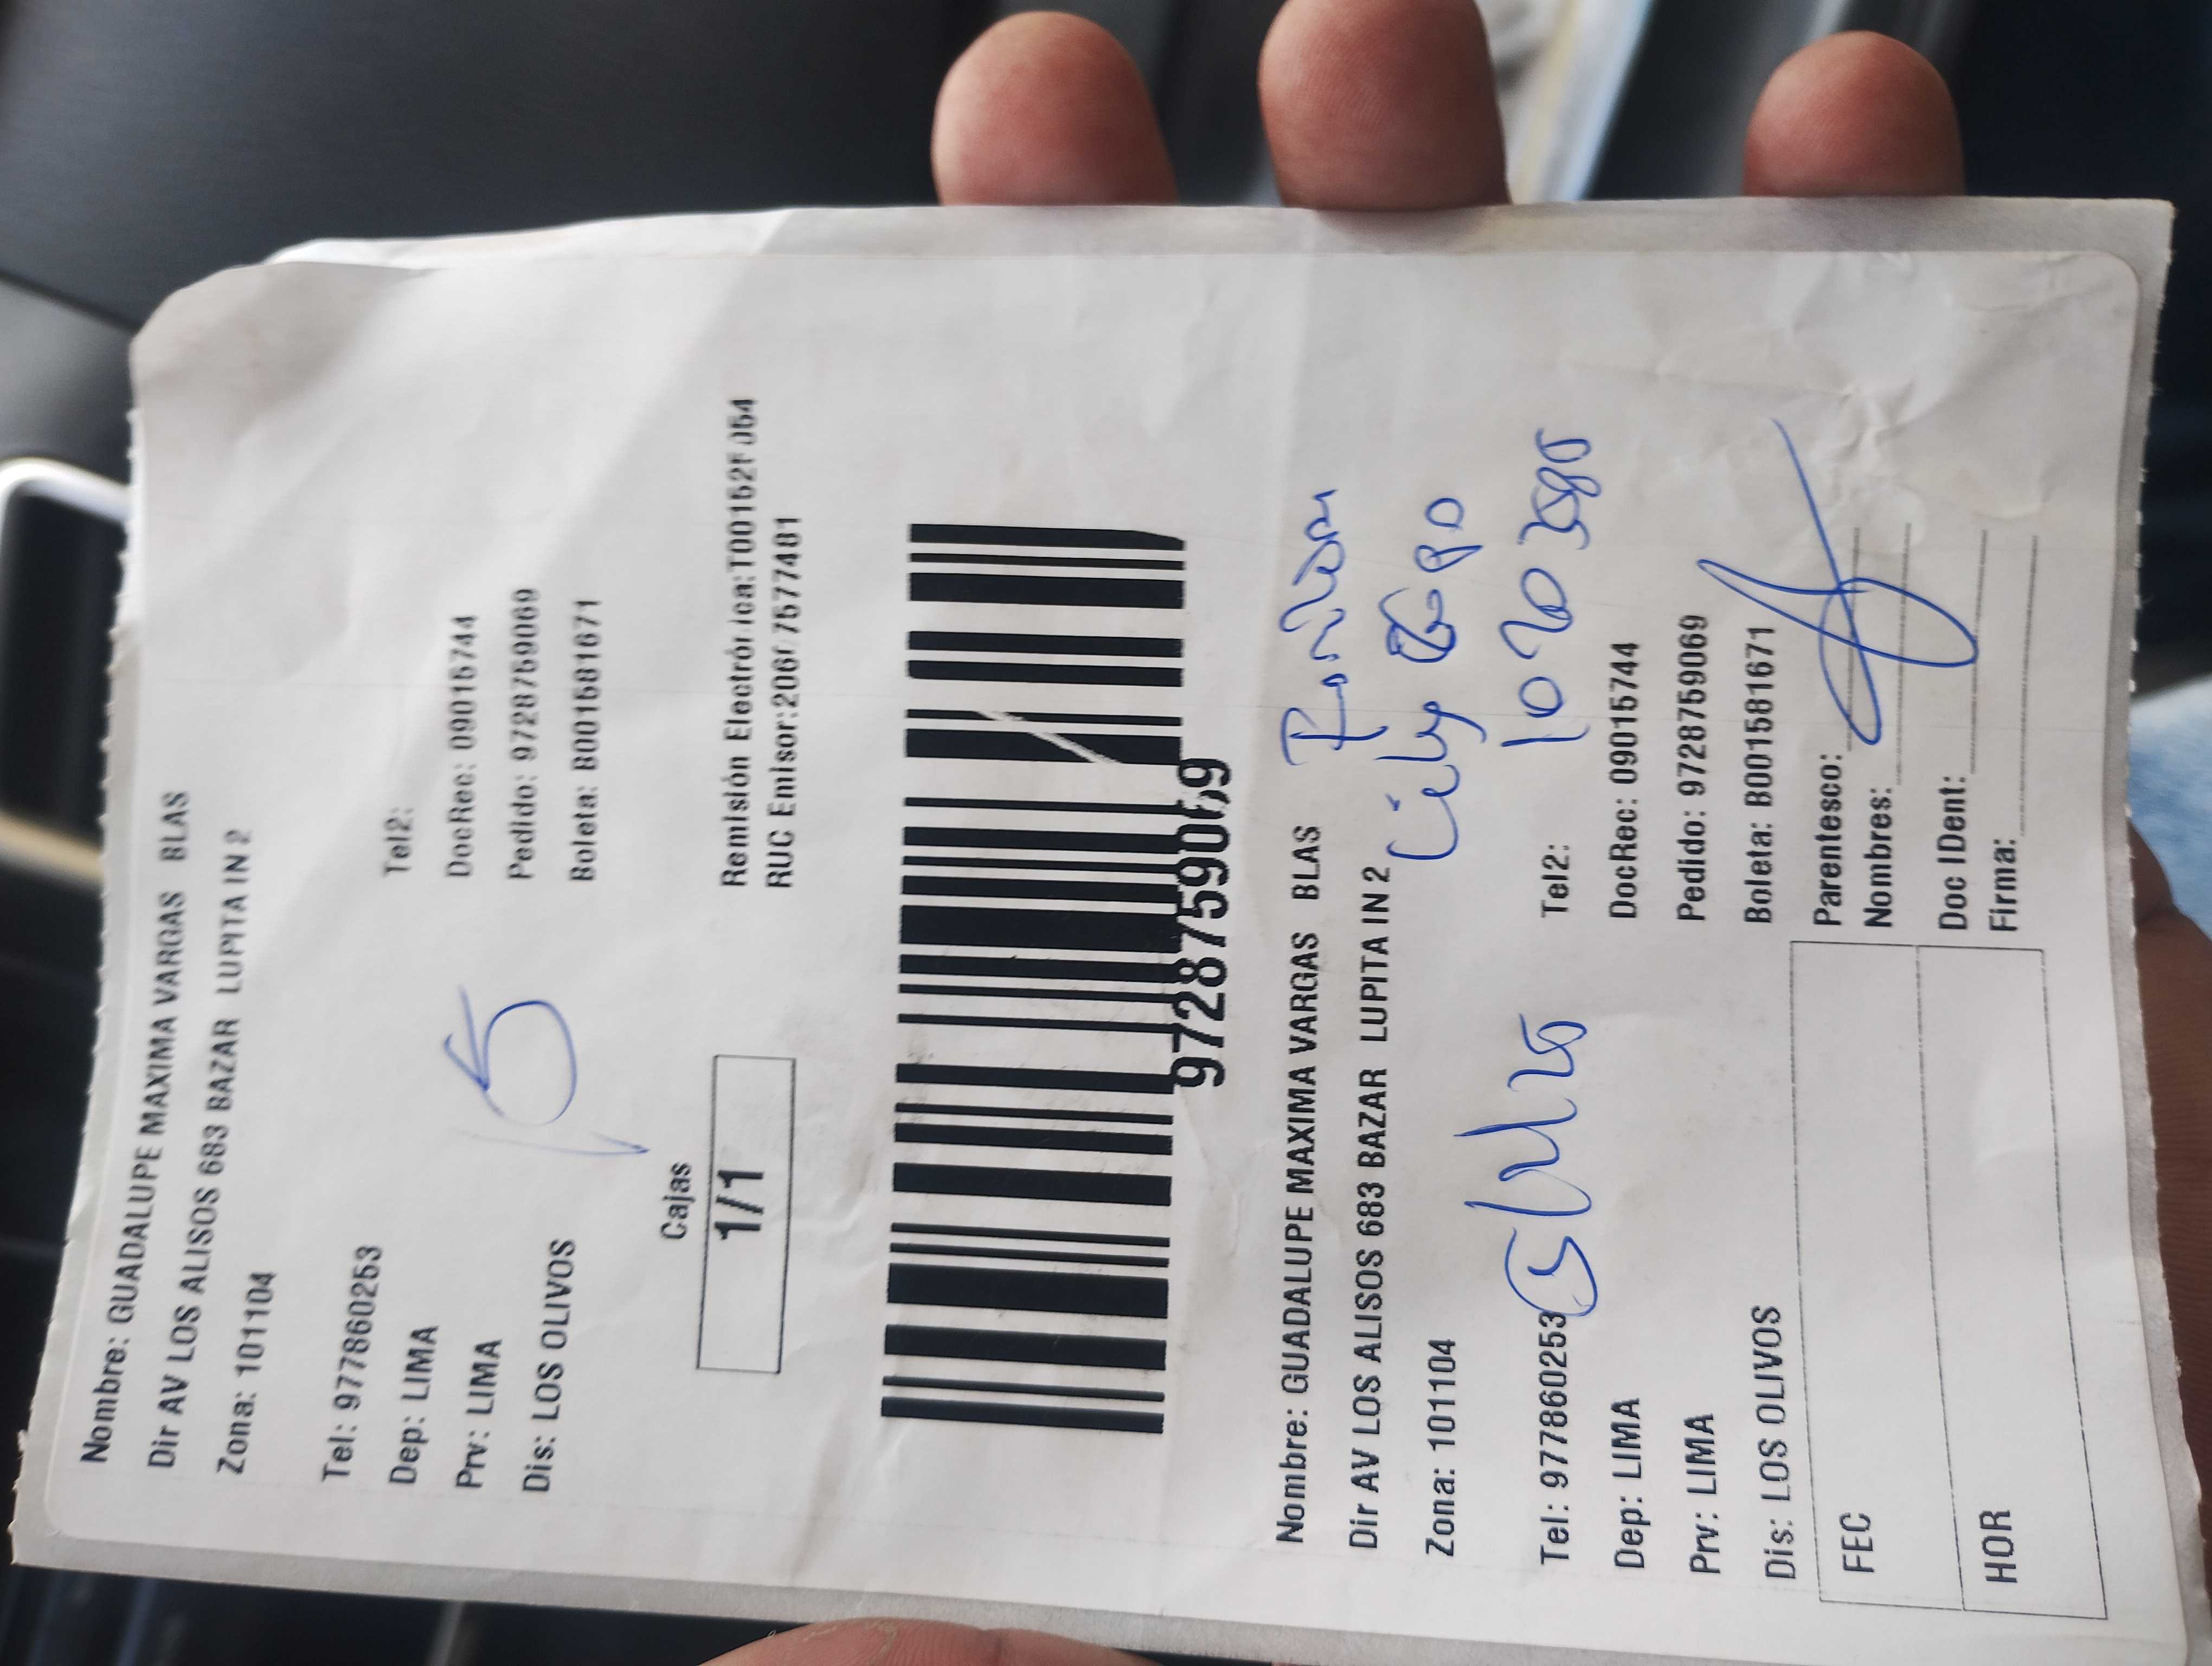 Nombre: GUADALUPE MAXIMA VARGAS BLAS
Dir AV LOS ALISOS 683 BAZAR LUPITA IN 2
Zona: 101104
Tel: 977860253
Tel2:
Dep: LIMA
DocRec: 09015744
Prv: LIMA
Pedido: 9728759069
Dis: LOS OLIVOS
Boleta: B001581671
5
Cajas
1/1
Remisión Electrónica:T00152
RUC Emisor:
9728759069
Nombre: GUADALUPE MAXIMA VARGAS BLAS
Dir AV LOS ALISOS 683 BAZAR LUPITA IN 2
Zona: 101104
Tel: 977860253
Tel2:
Dep: LIMA
DocRec: 09015744
Prv: LIMA
Pedido: 9728759069
Dis: LOS OLIVOS
Boleta: B001581671
FEC
Parentesco:
Nombres:
HOR
Doc IDent:
Firma: